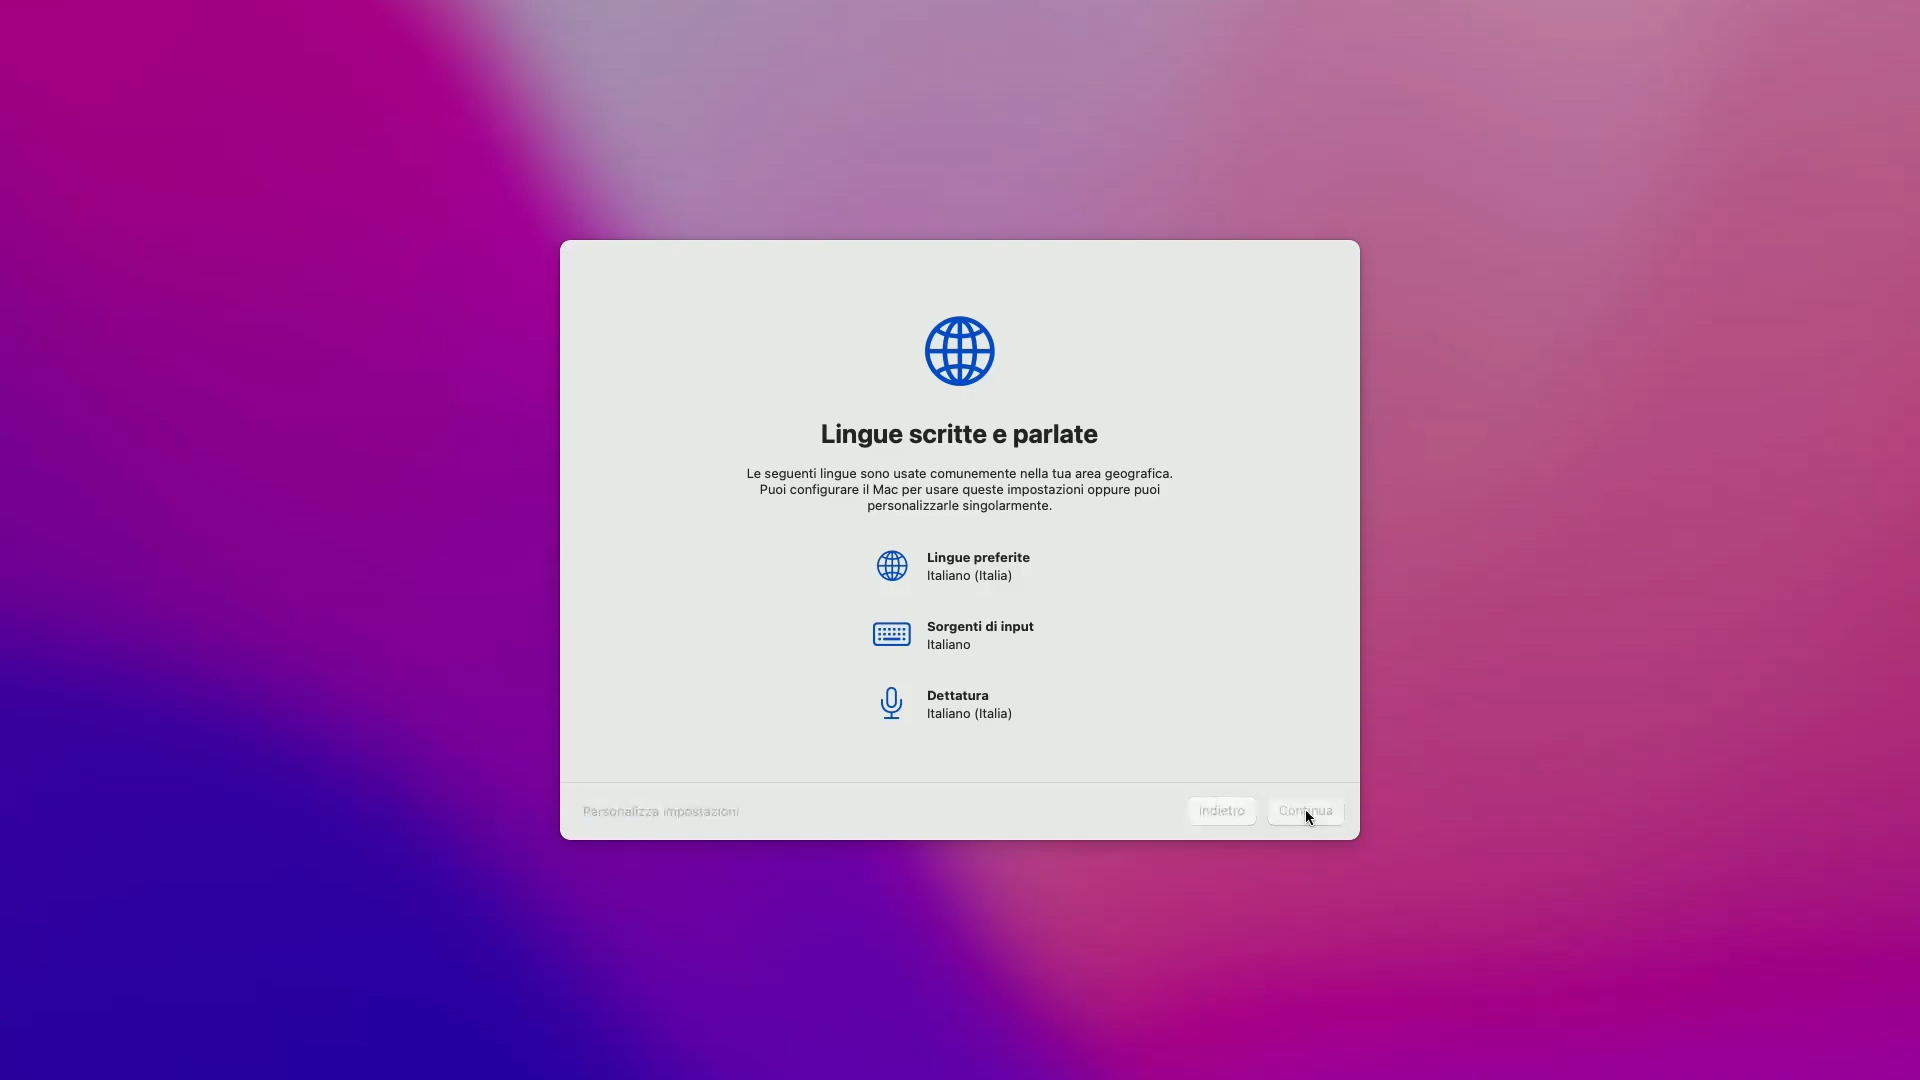 Lingue scritte e parlate
Le seguenti lingue sono usate comunemente nella tua area geografica.
Puoi configurare il Mac per usare queste impostazioni oppure puoi
personalizzarle singolarmente.
Lingue preferite
Italiano (Italia)
Sorgenti di input
Italiano
Dettatura
Italiano (Italia)
Personalizza impostazioni
Indietro
Continua